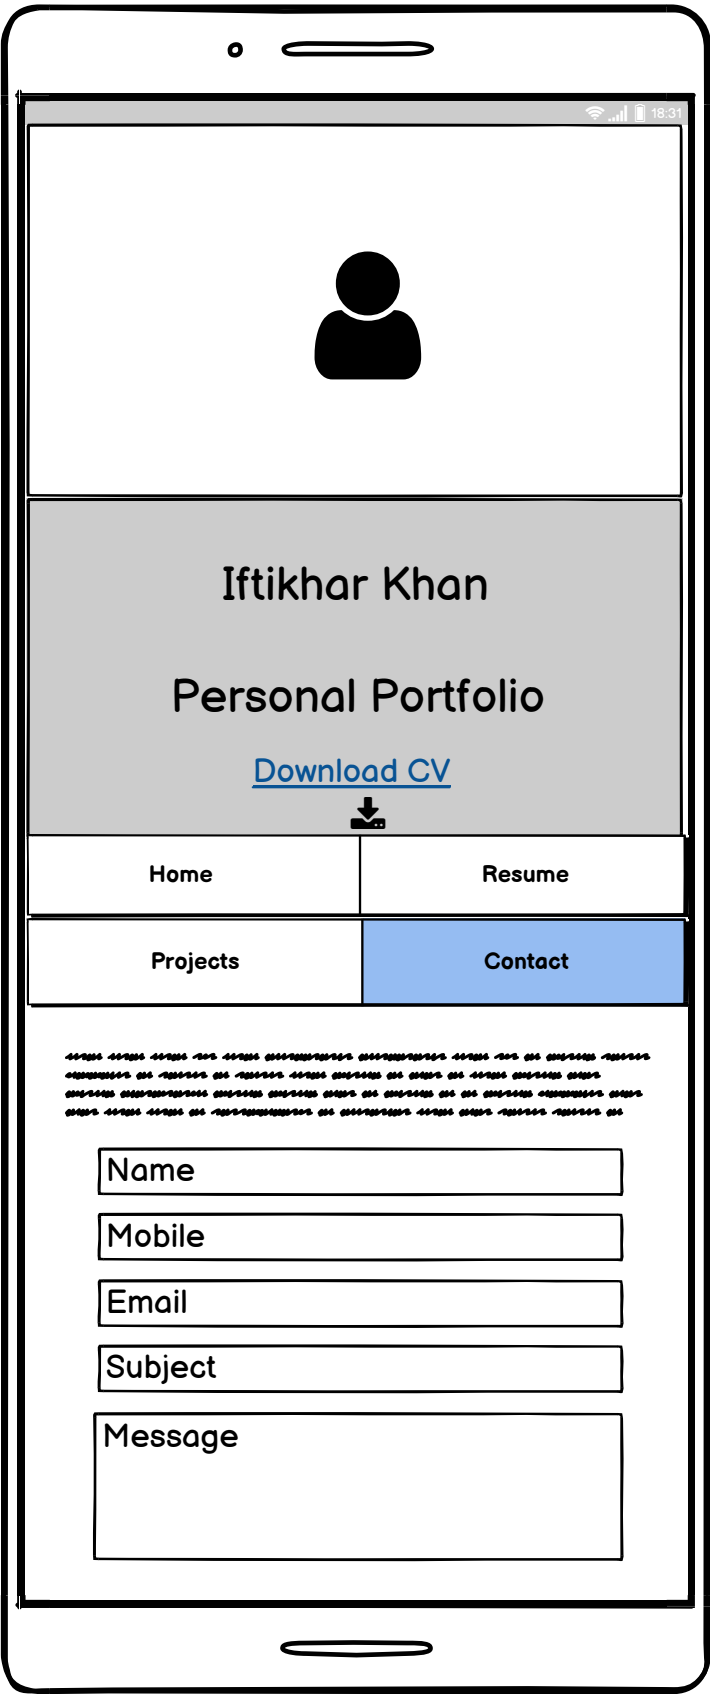 18:31
Iftikhar Khan
Personal Portfolio
Download CV
Home
Resume
Projects
Contact
Name
Mobile
Email
Subject
Message